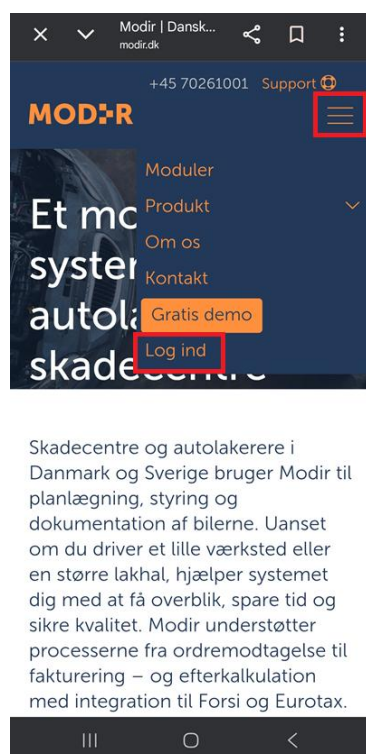 Modir | Dansk...
modir.dk
+45 70261001 Support
MODIR
Moduler
Produkt
Om os
Kontakt
Gratis demo
Log ind
Et
autol
skade
Skadecentre og autolakerere i
Danmark og Sverige bruger Modir til
planlægning, styring og
dokumentation af bilerne. Uanset
om du driver et lille værksted eller
en større lakhal, hjælper systemet
dig med at få overblik, spare tid og
sikre kvalitet. Modir understøtter
processerne fra ordremodtagelse til
fakturering – og efterkalkulation
med integration til Forsi og Eurotax.